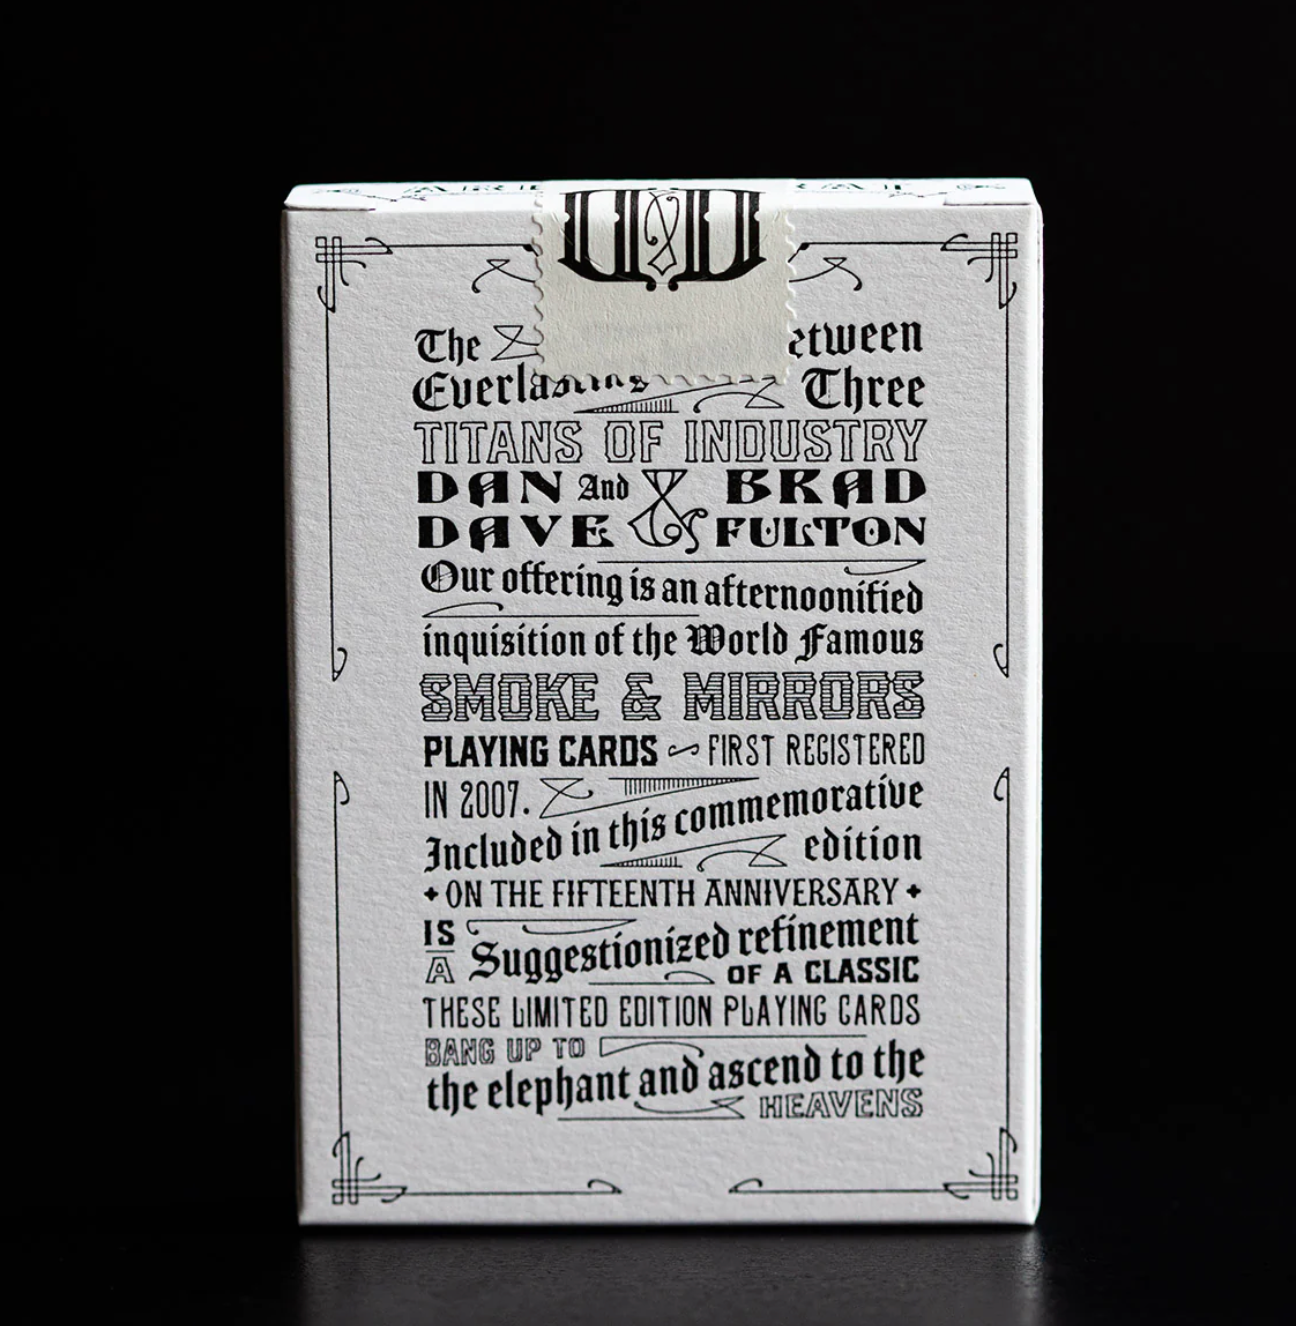 D&D
The etween
Everlasting Three
TITANS OF INDUSTRY
DAN And & BRAD
DAVE FULTON
Our offering is an afternoonified
inquisition of the World Famous
SMOKE & MIRRORS
PLAYING CARDS ~ FIRST REGISTERED
IN 2007.
Included in this commemorative
edition
ON THE FIFTEENTH ANNIVERSARY
IS
A Suggestionized refinement
OF A CLASSIC
THESE LIMITED EDITION PLAYING CARDS
BANG UP TO
the elephant and ascend to the
HEAVENS